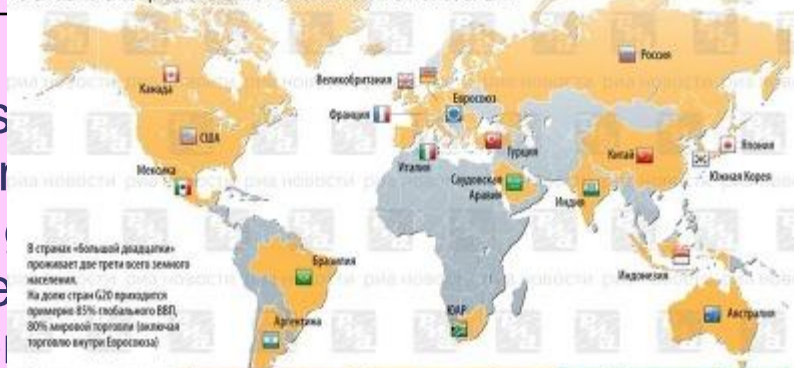 Россия
Канада
Великобритания
Евросоюз
Франция
США
Турция
Китай
Япония
Мексика
Италия
Южная Корея
Саудовская
Аравия
Индия
В странах «большой двадцатки»
проживает две трети всего земного
населения.
На долю стран G20 приходится
примерно 85% глобального ВВП,
80% мировой торговли (включая
торговлю внутри Евросоюза)
Бразилия
Индонезия
ЮАР
Аргентина
Австралия